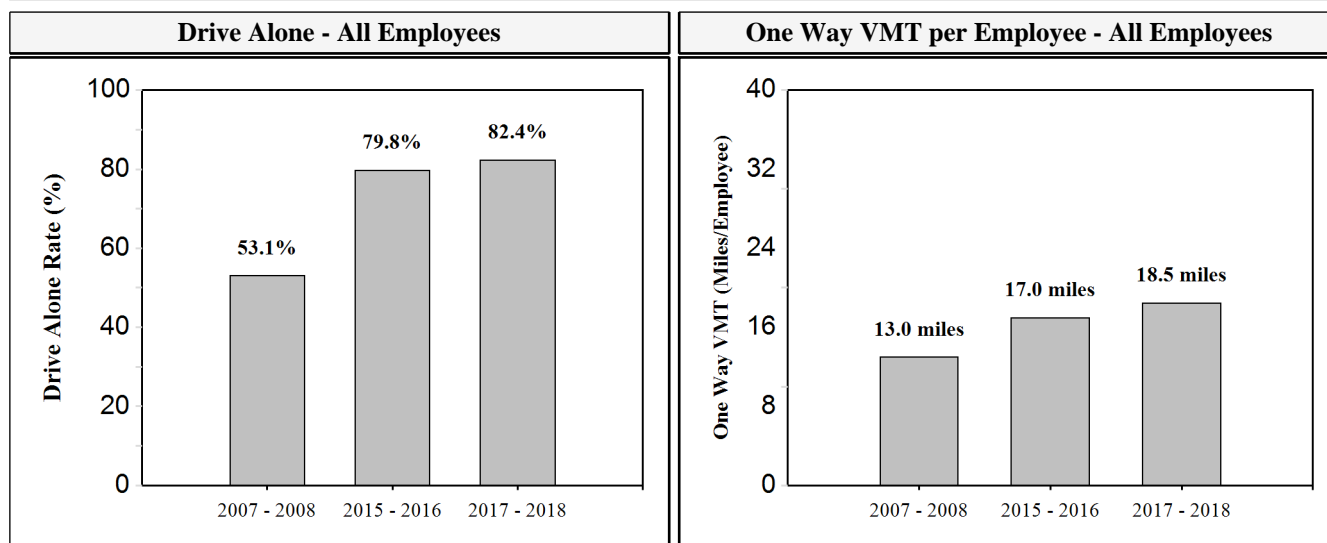 Drive Alone - All Employees
One Way VMT per Employee - All Employees
Drive Alone Rate (%)
100
80
60
40
20
0
53.1%
79.8%
82.4%
2007 - 2008
2015 - 2016
2017 - 2018
One Way VMT (Miles/Employee)
40
32
24
16
8
0
13.0 miles
17.0 miles
18.5 miles
2007 - 2008
2015 - 2016
2017 - 2018